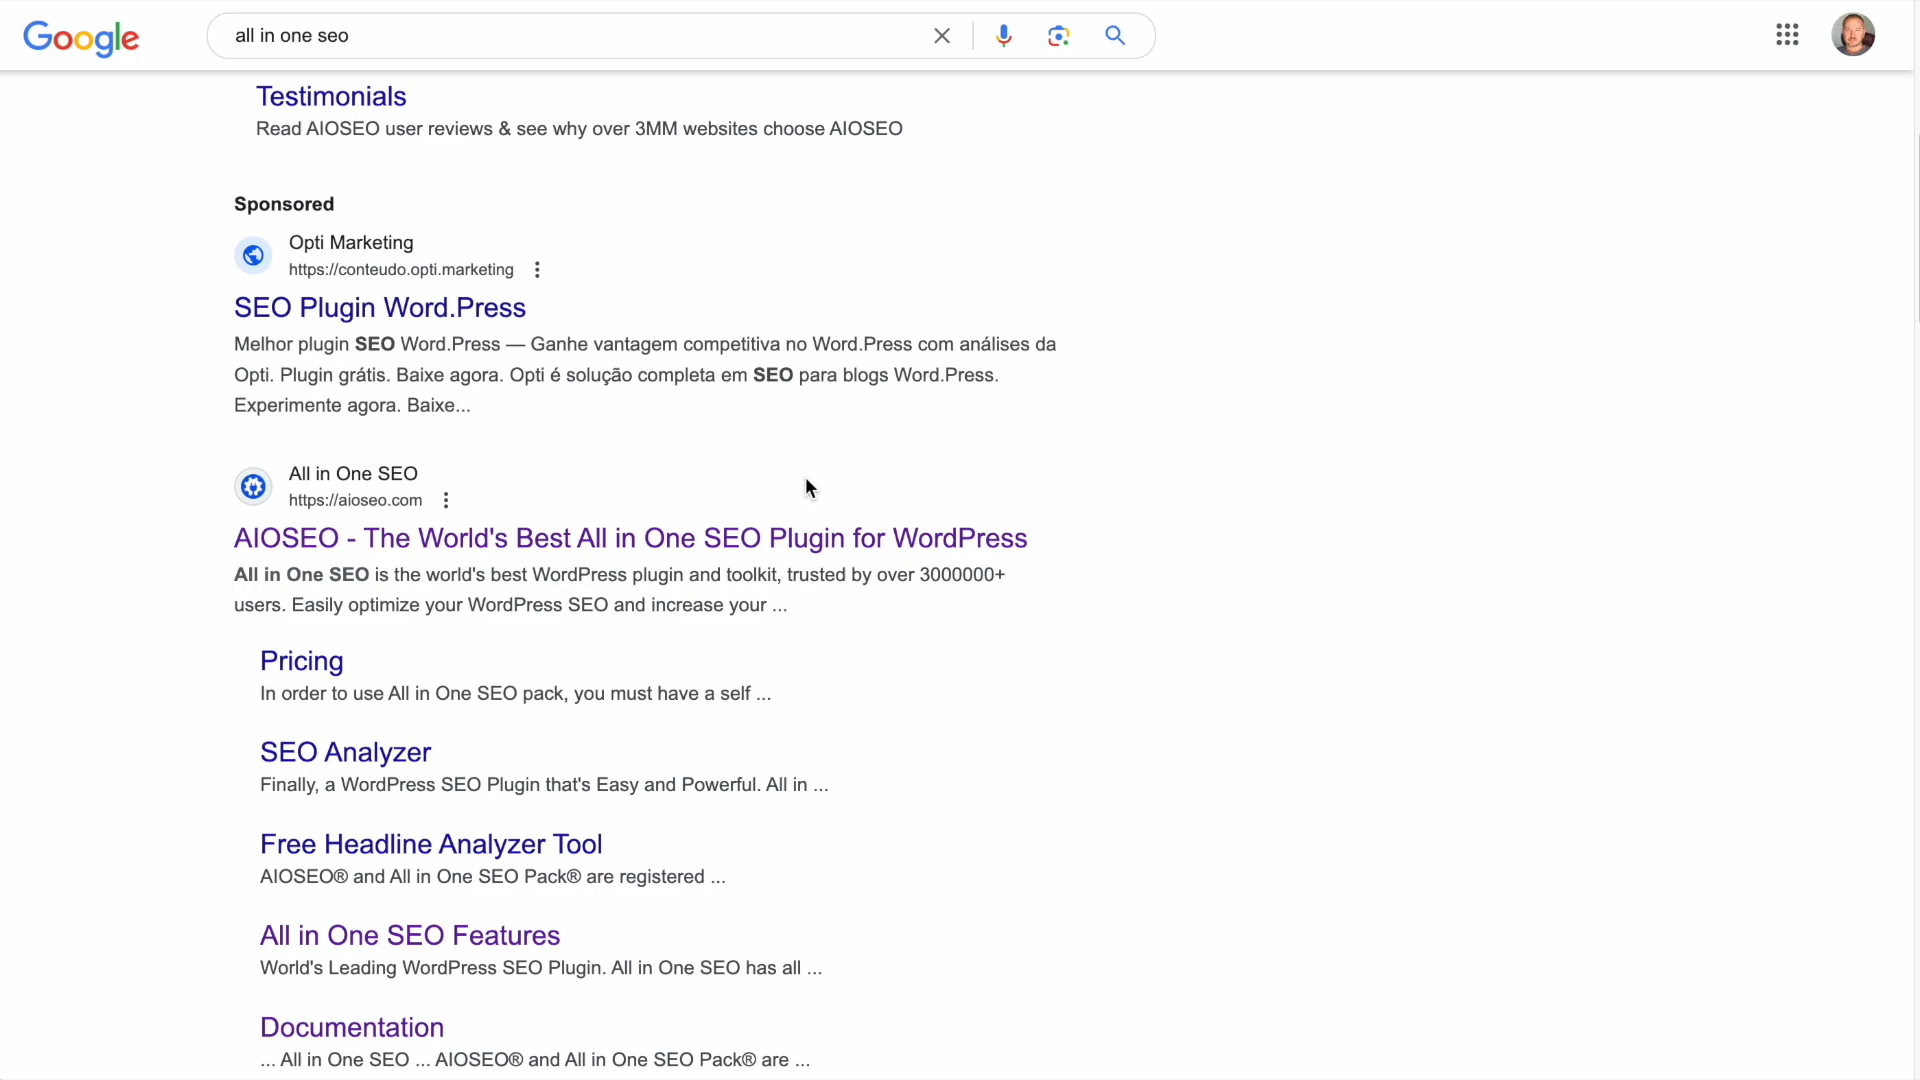 Google
all in one seo
Testimonials
Read AIOSEO user reviews & see why over 3MM websites choose AIOSEO
Sponsored
Opti Marketing
https://conteudo.opti.marketing
SEO Plugin Word.Press
Melhor plugin SEO Word.Press — Ganhe vantagem competitiva no Word.Press com análises da
Opti. Plugin grátis. Baixe agora. Opti é solução completa em SEO para blogs Word.Press.
Experimente agora. Baixe...
All in One SEO
https://aioseo.com
AIOSEO - The World's Best All in One SEO Plugin for WordPress
All in One SEO is the world's best WordPress plugin and toolkit, trusted by over 3000000+
users. Easily optimize your WordPress SEO and increase your ...
Pricing
In order to use All in One SEO pack, you must have a self ...
SEO Analyzer
Finally, a WordPress SEO Plugin that's Easy and Powerful. All in ...
Free Headline Analyzer Tool
AIOSEO® and All in One SEO Pack® are registered ...
All in One SEO Features
World's Leading WordPress SEO Plugin. All in One SEO has all ...
Documentation
... All in One SEO ... AIOSEO® and All in One SEO Pack® are ...